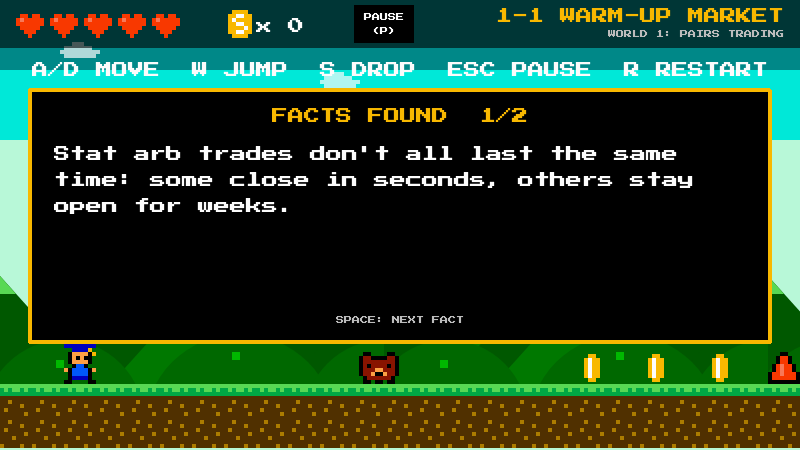 x 0
PAUSE
(P)
1-1 WARM-UP MARKET
WORLD 1: PAIRS TRADING
A/D MOVE W JUMP S DROP ESC PAUSE R RESTART
FACTS FOUND 1/2
Stat arb trades don't all last the same
time: some close in seconds, others stay
open for weeks.
SPACE: NEXT FACT